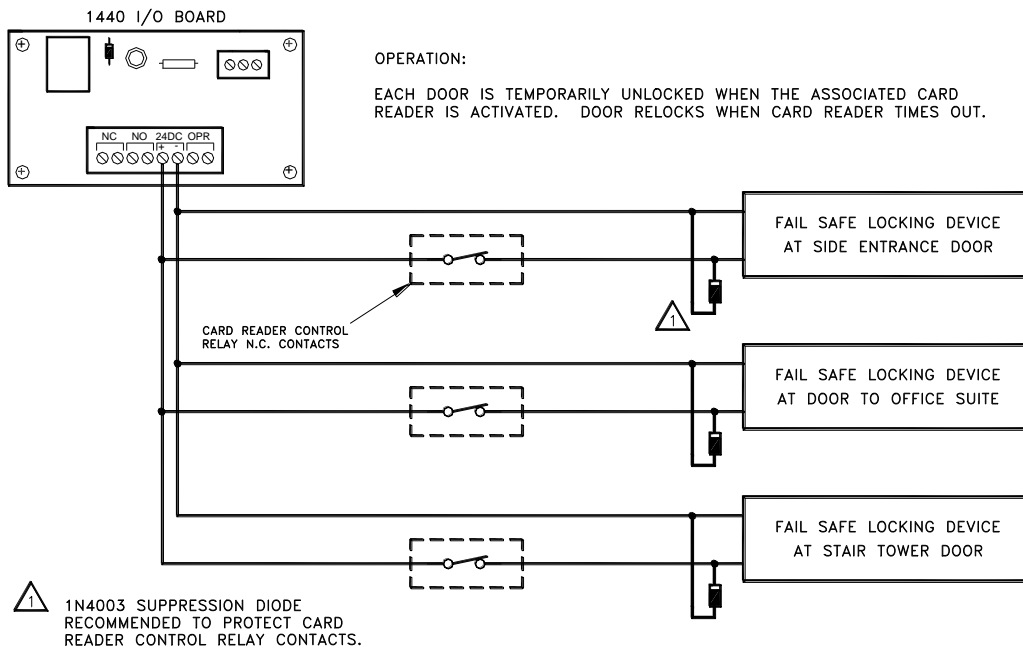 1440 I/O BOARD
OPERATION:
EACH DOOR IS TEMPORARILY UNLOCKED WHEN THE ASSOCIATED CARD
READER IS ACTIVATED. DOOR RELOCKS WHEN CARD READER TIMES OUT.
NC NO 24DC OPR
+ -
FAIL SAFE LOCKING DEVICE
AT SIDE ENTRANCE DOOR
CARD READER CONTROL
RELAY N.C. CONTACTS
1
FAIL SAFE LOCKING DEVICE
AT DOOR TO OFFICE SUITE
FAIL SAFE LOCKING DEVICE
AT STAIR TOWER DOOR
1
1N4003 SUPPRESSION DIODE
RECOMMENDED TO PROTECT CARD
READER CONTROL RELAY CONTACTS.